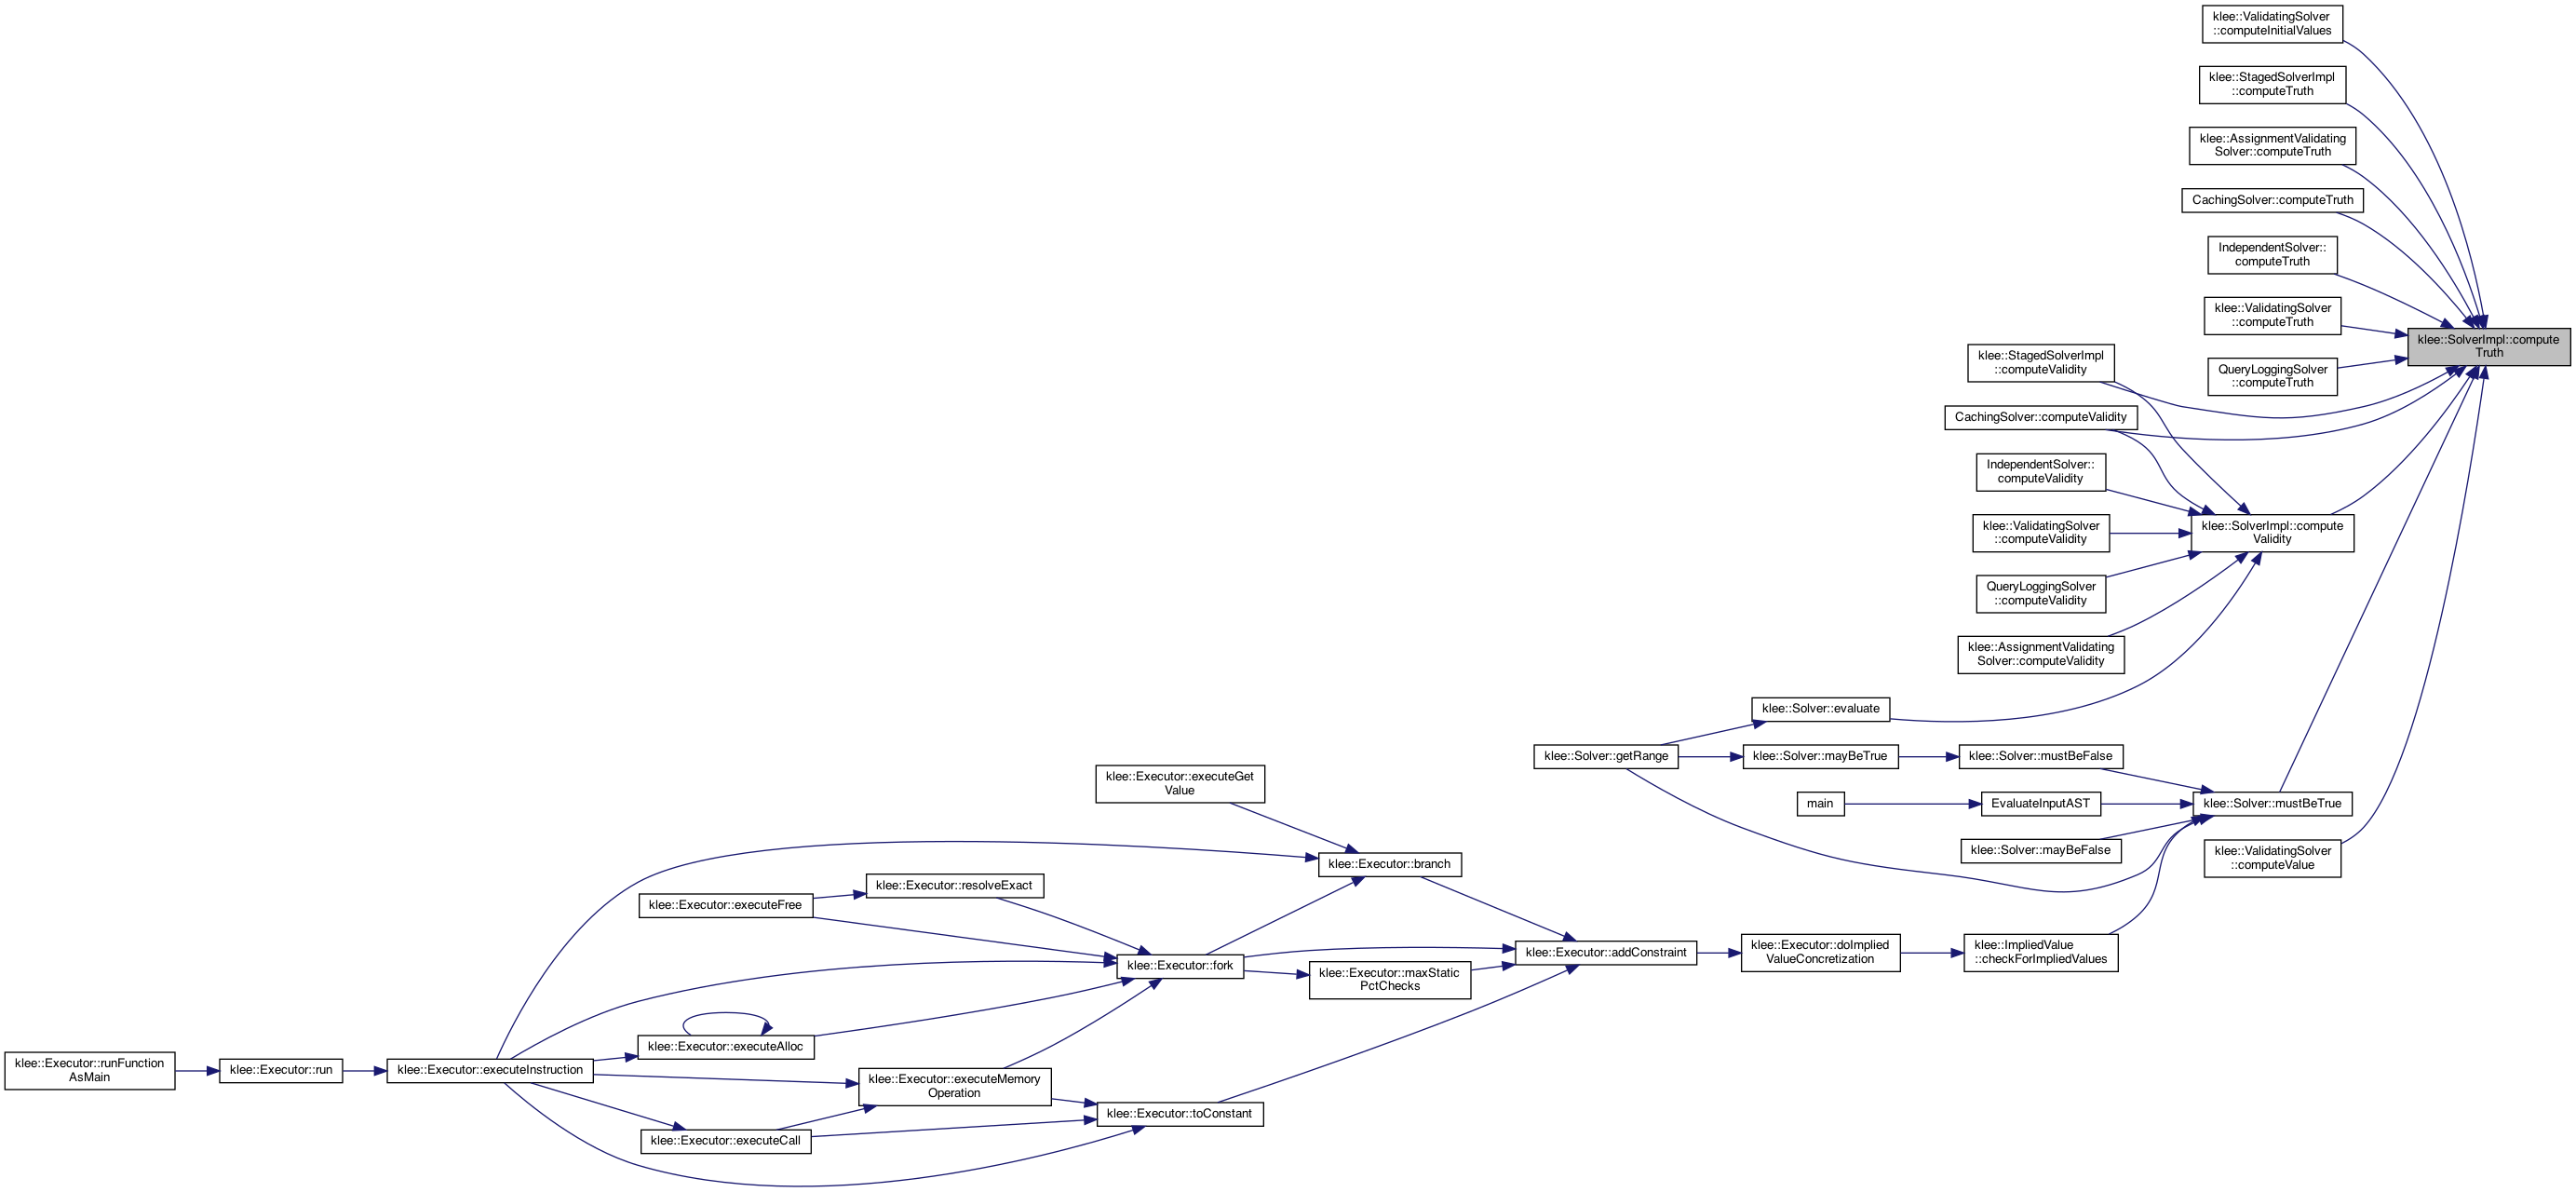 klee::ValidatingSolver
::computeInitialValues
klee::StagedSolverImpl
::computeTruth
klee::AssignmentValidating
Solver::computeTruth
CachingSolver::computeTruth
IndependentSolver::
computeTruth
klee::ValidatingSolver
::computeTruth
klee::SolverImpl::compute
Truth
klee::StagedSolverImpl
::computeValidity
QueryLoggingSolver
::computeTruth
CachingSolver::computeValidity
IndependentSolver::
computeValidity
klee::ValidatingSolver
::computeValidity
klee::SolverImpl::compute
Validity
QueryLoggingSolver
::computeValidity
klee::AssignmentValidating
Solver::computeValidity
klee::Solver::evaluate
klee::Solver::getRange
klee::Solver::mayBeTrue
klee::Solver::mustBeFalse
klee::Executor::executeGet
Value
main
EvaluateInputAST
klee::Solver::mustBeTrue
klee::Solver::mayBeFalse
klee::ValidatingSolver
::computeValue
klee::Executor::branch
klee::Executor::resolveExact
klee::Executor::executeFree
klee::Executor::fork
klee::Executor::maxStatic
PctChecks
klee::Executor::addConstraint
klee::Executor::doImplied
ValueConcretization
klee::ImpliedValue
::checkForImpliedValues
klee::Executor::executeAlloc
klee::Executor::runFunction
AsMain
klee::Executor::run
klee::Executor::executeInstruction
klee::Executor::executeMemory
Operation
klee::Executor::toConstant
klee::Executor::executeCall